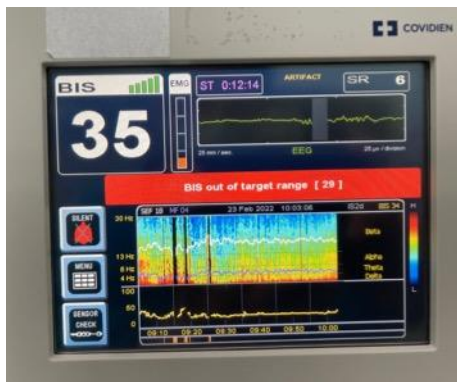 COVIDIEN
BIS
EMG
ST 0:12:14
ARTIFACT
SR 6
35
25 mm / sec.
EEG
25 µv / division
BIS out of target range [ 29 ]
SILENT
MENU
SENSOR
CHECK
SEF 18 MF 04 23 Feb 2022 10:03:06 BIS 34
H
30 Hz
Beta
13 Hz
Alpha
8 Hz
Theta
4 Hz
Delta
L
100
50
0
09:10 09:20 09:30 09:40 09:50 10:00